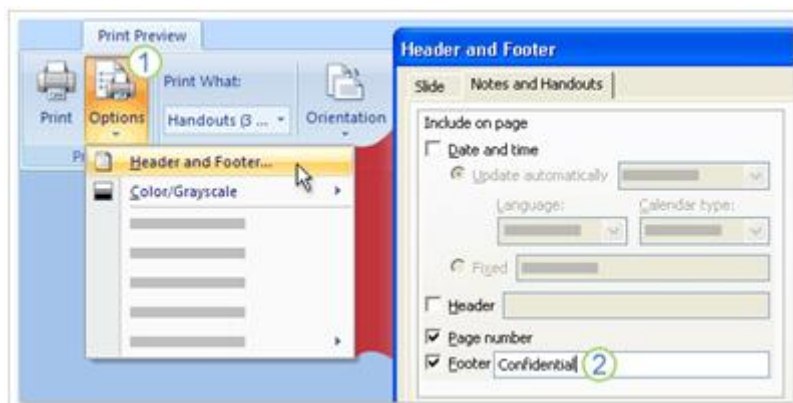 Print Preview
1
Print
Options
Print What:
Handouts (3 ...
Orientation
Header and Footer...
Color/Grayscale
Header and Footer
Slide
Notes and Handouts
Include on page
Date and time
Update automatically
Language:
Calendar type:
Fixed
Header
Page number
Footer
Confidential
2